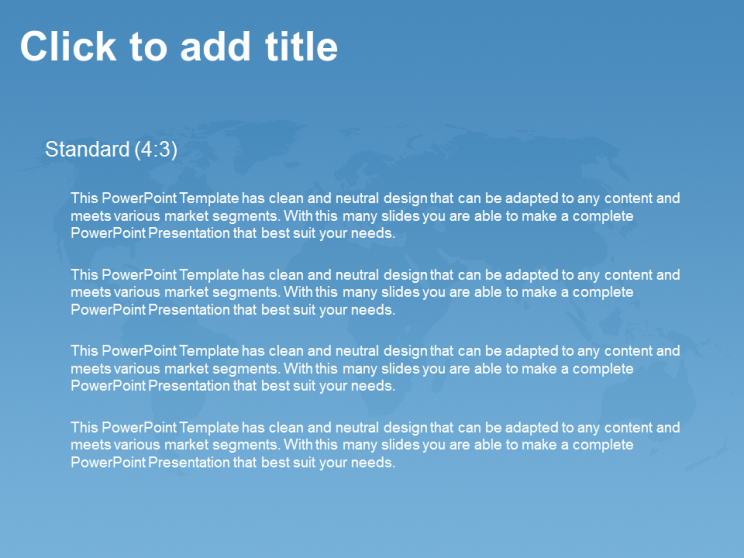 Click to add title
Standard (4:3)
This PowerPoint Template has clean and neutral design that can be adapted to any content and
meets various market segments. With this many slides you are able to make a complete
PowerPoint Presentation that best suit your needs.
This PowerPoint Template has clean and neutral design that can be adapted to any content and
meets various market segments. With this many slides you are able to make a complete
PowerPoint Presentation that best suit your needs.
This PowerPoint Template has clean and neutral design that can be adapted to any content and
meets various market segments. With this many slides you are able to make a complete
PowerPoint Presentation that best suit your needs.
This PowerPoint Template has clean and neutral design that can be adapted to any content and
meets various market segments. With this many slides you are able to make a complete
PowerPoint Presentation that best suit your needs.